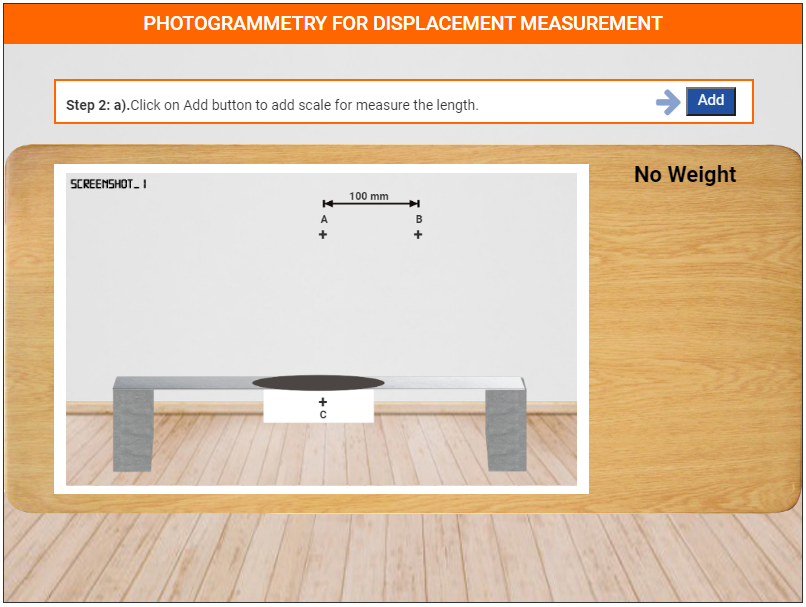 PHOTOGRAMMETRY FOR DISPLACEMENT MEASUREMENT
Step 2: a).Click on Add button to add scale for measure the length.
Add
No Weight
SCREENSHOT_1
100 mm
A B
+ +
+
C